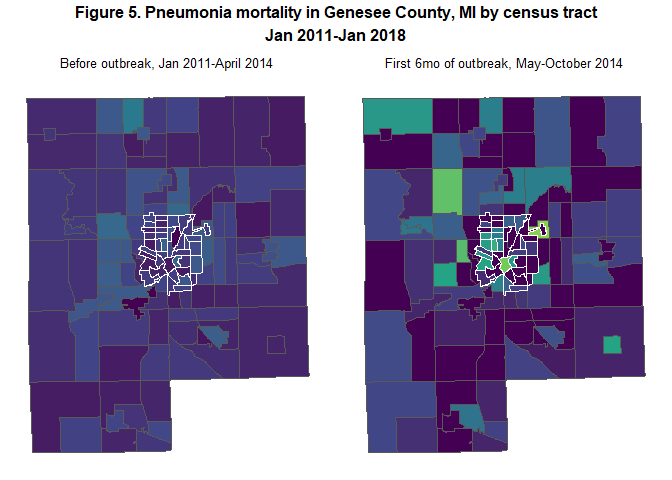 Figure 5. Pneumonia mortality in Genesee County, MI by census tract
Jan 2011-Jan 2018
Before outbreak, Jan 2011-April 2014
First 6mo of outbreak, May-October 2014